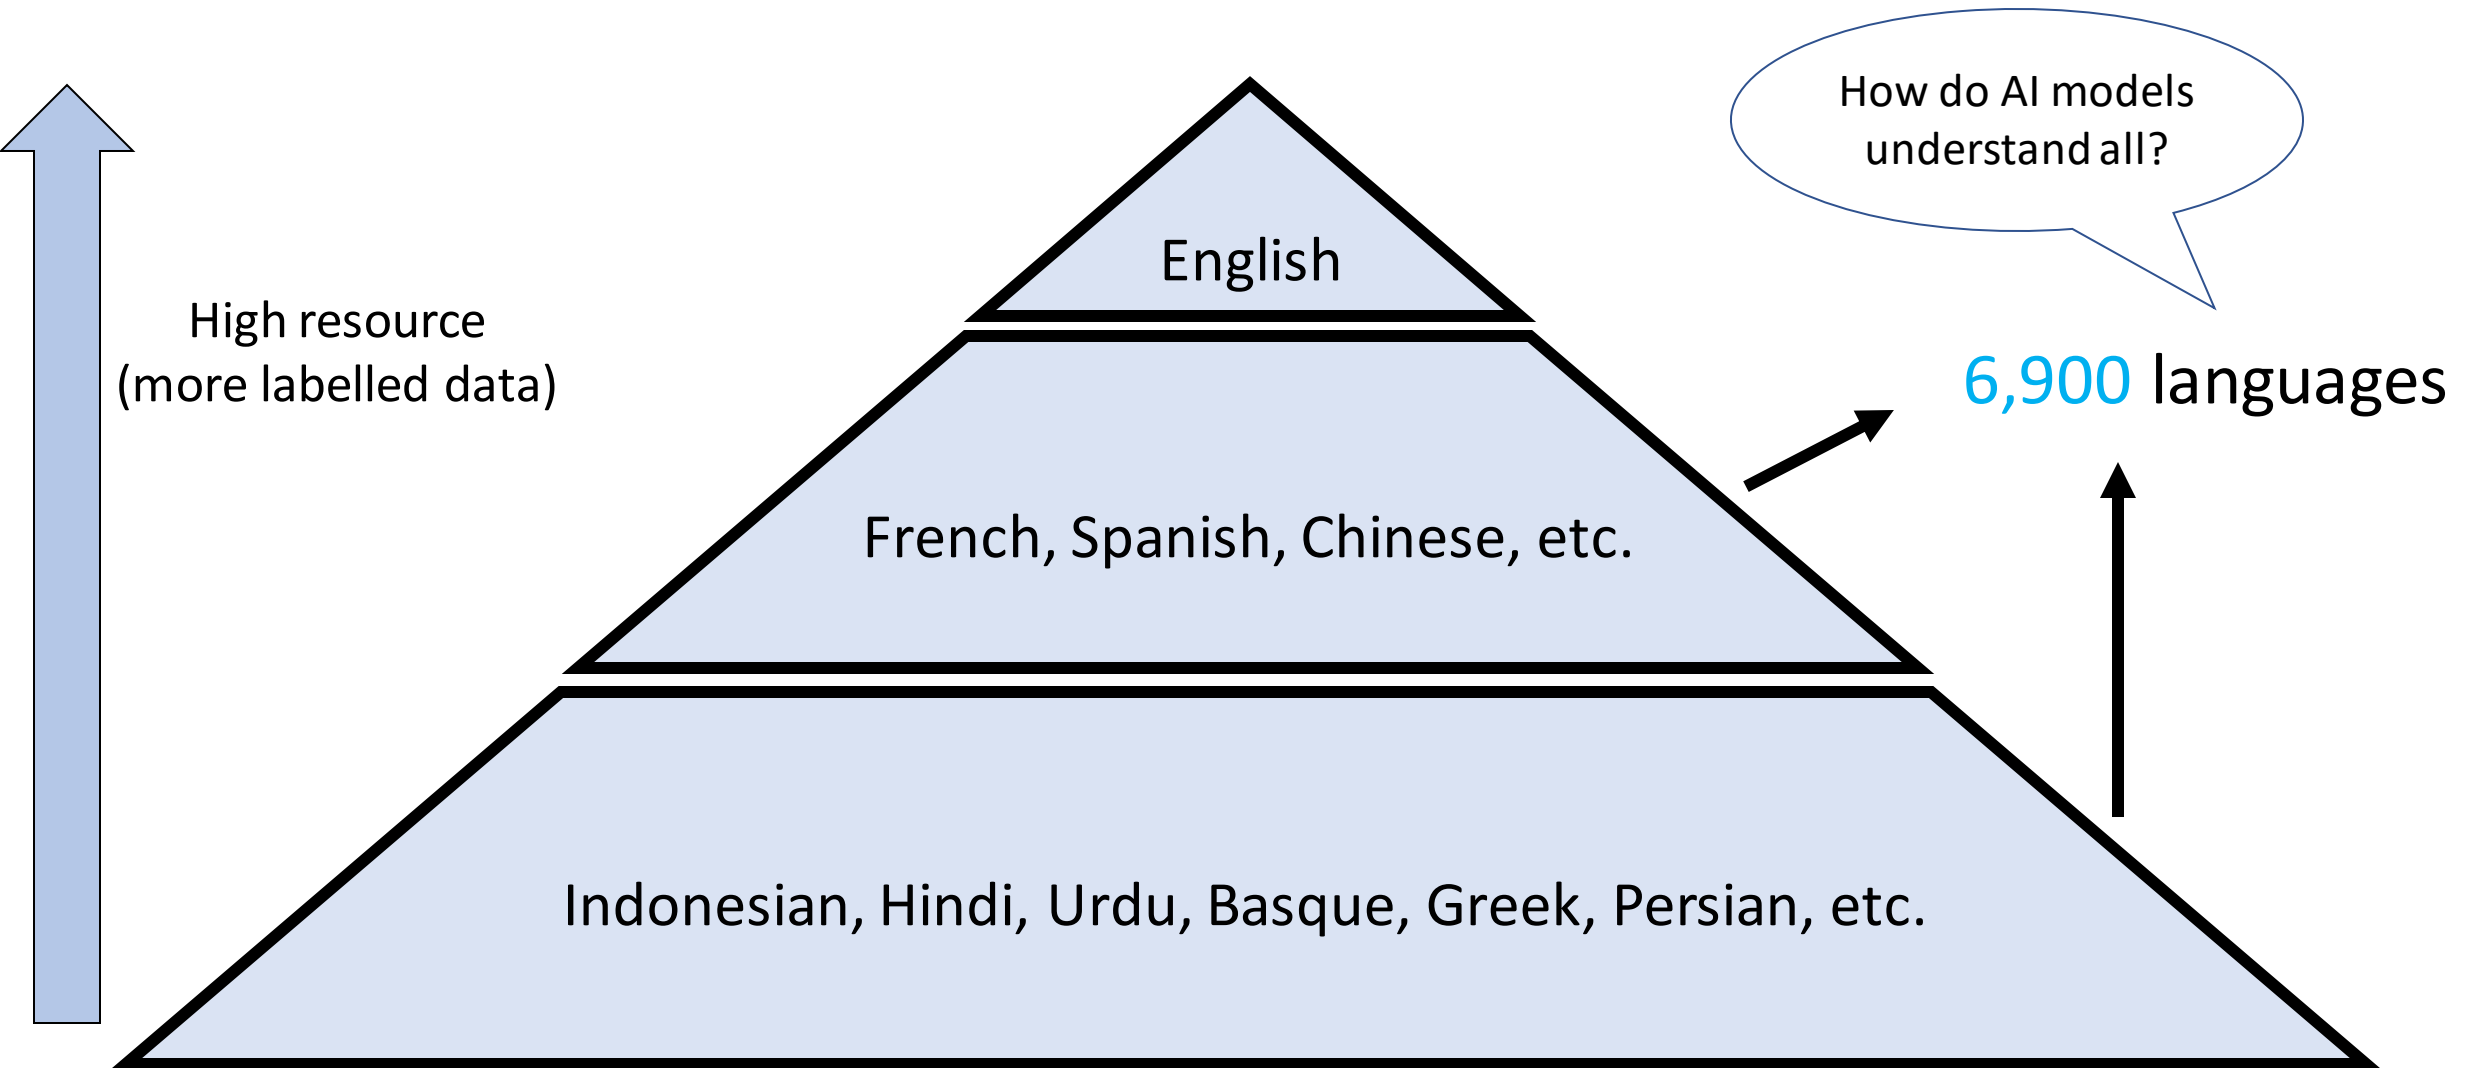 How do AI models
understand all?
English
High resource
(more labelled data)
6,900 languages
French, Spanish, Chinese, etc.
Indonesian, Hindi, Urdu, Basque, Greek, Persian, etc.